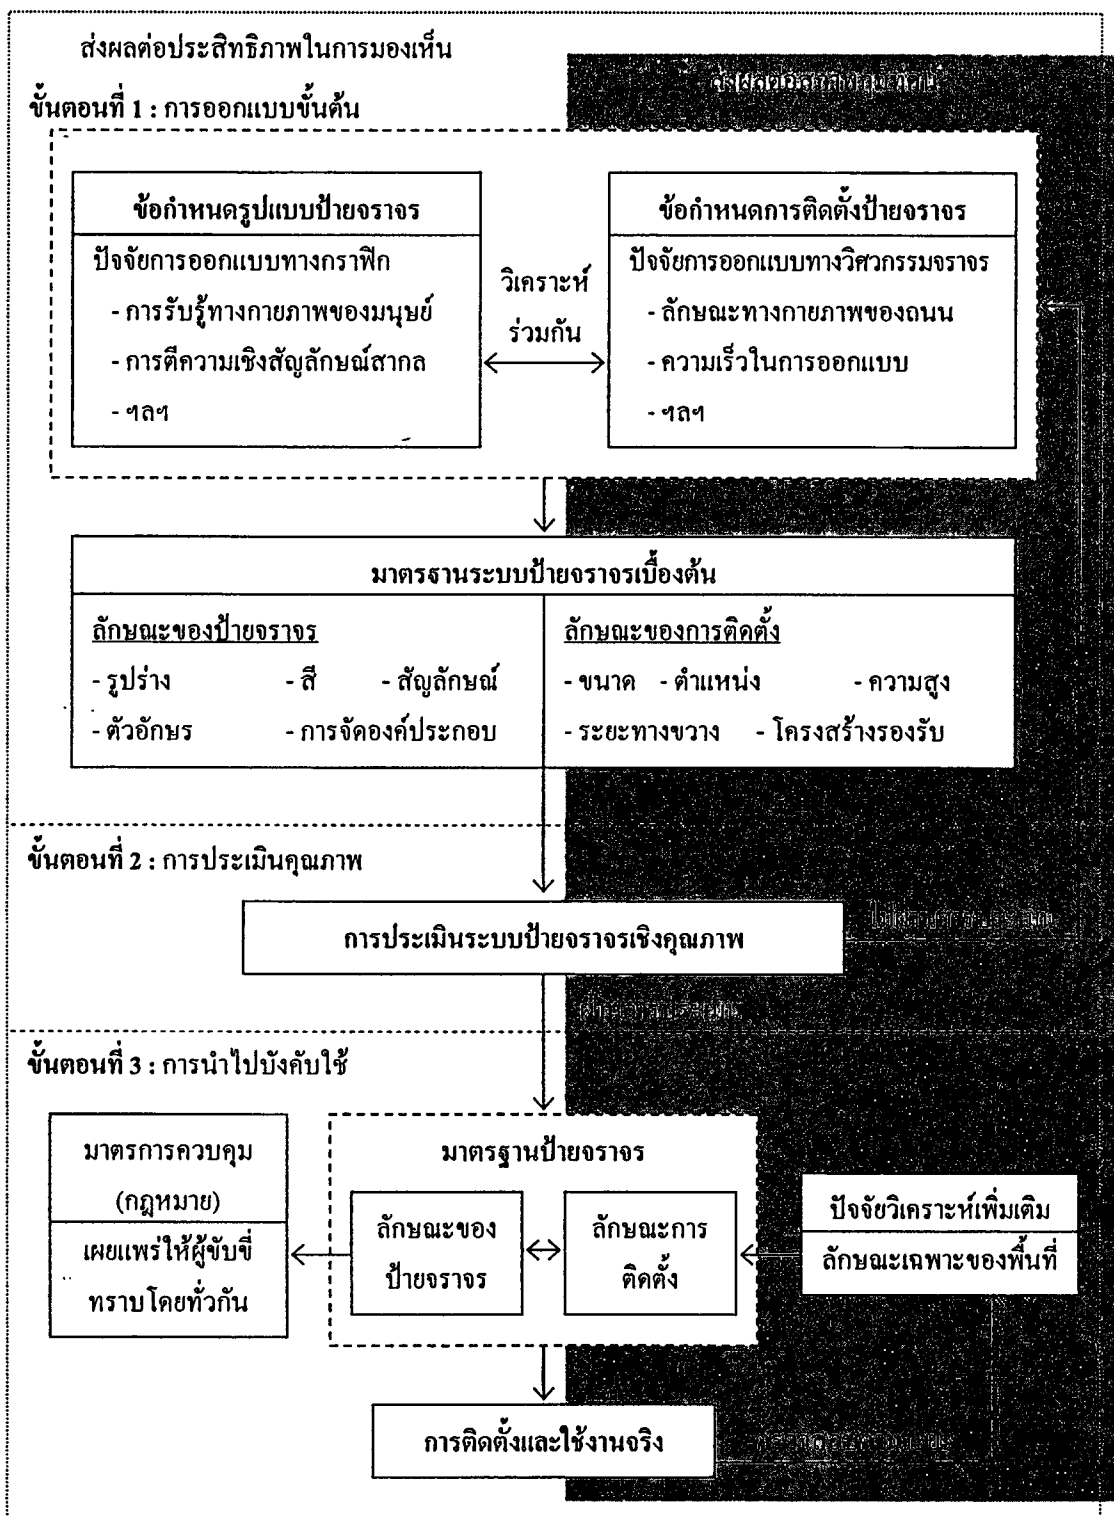 ส่งผลต่อประสิทธิภาพในการมองเห็น
ขั้นตอนที่ 1 : การออกแบบขั้นต้น
ข้อกำหนดรูปแบบป้ายจราจร
ปัจจัยการออกแบบทางกราฟิก
- การรับรู้ทางกายภาพของมนุษย์
- การตีความเชิงสัญลักษณ์สากล
- ฯลฯ
วิเคราะห์
ร่วมกัน
ข้อกำหนดการติดตั้งป้ายจราจร
ปัจจัยการออกแบบทางวิศวกรรมจราจร
- ลักษณะทางกายภาพของถนน
- ความเร็วในการออกแบบ
- ฯลฯ
มาตรฐานระบบป้ายจราจรเบื้องต้น
ลักษณะของป้ายจราจร
- รูปร่าง - สี - สัญลักษณ์
- ตัวอักษร - การจัดองค์ประกอบ
ลักษณะของการติดตั้ง
- ขนาด - ตำแหน่ง - ความสูง
- ระยะทางขวาง - โครงสร้างรองรับ
ขั้นตอนที่ 2 : การประเมินคุณภาพ
การประเมินระบบป้ายจราจรเชิงคุณภาพ
ขั้นตอนที่ 3 : การนำไปบังคับใช้
มาตรการควบคุม
(กฎหมาย)
เผยแพร่ให้ผู้ขับขี่
ทราบโดยทั่วกัน
มาตรฐานป้ายจราจร
ลักษณะของ
ป้ายจราจร
ลักษณะการ
ติดตั้ง
ปัจจัยวิเคราะห์เพิ่มเติม
ลักษณะเฉพาะของพื้นที่
การติดตั้งและใช้งานจริง